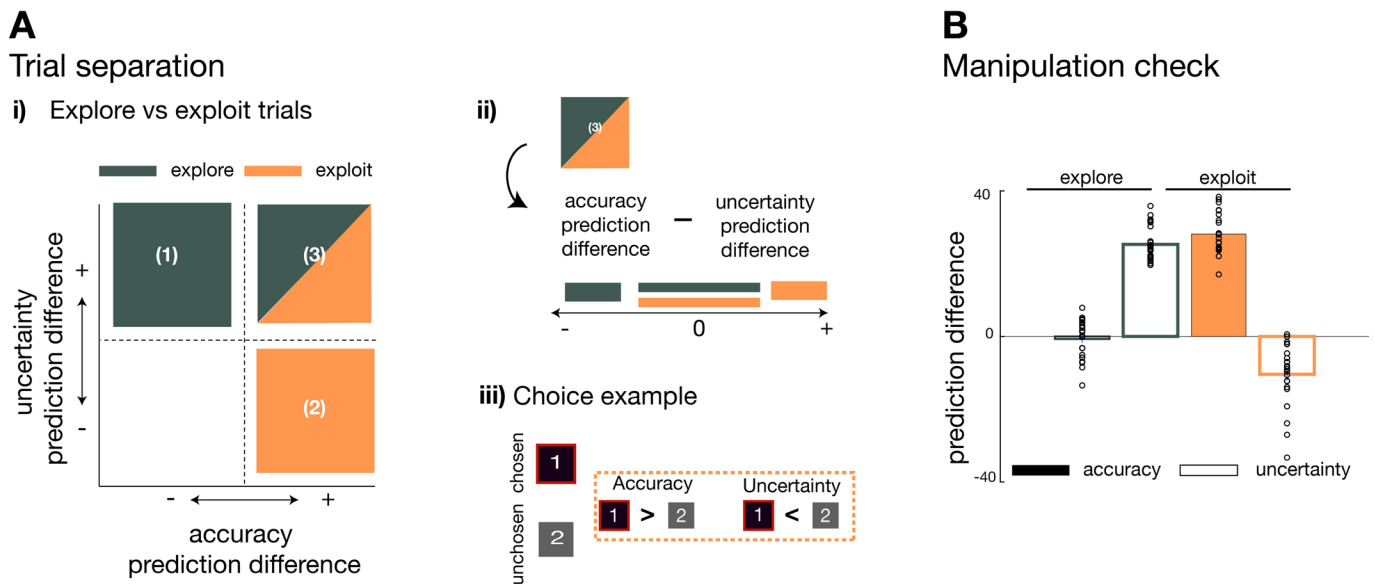 A
Trial separation
i) Explore vs exploit trials
explore exploit
(1)
(3)
(2)
uncertainty
prediction difference
+
-
- +
accuracy
prediction difference
ii)
(3)
accuracy
prediction
difference
–
uncertainty
prediction
difference
- 0 +
iii) Choice example
chosen
unchosen
1
2
Accuracy Uncertainty
1 > 2 1 < 2
B
Manipulation check
explore exploit
prediction difference
40
0
-40
accuracy uncertainty